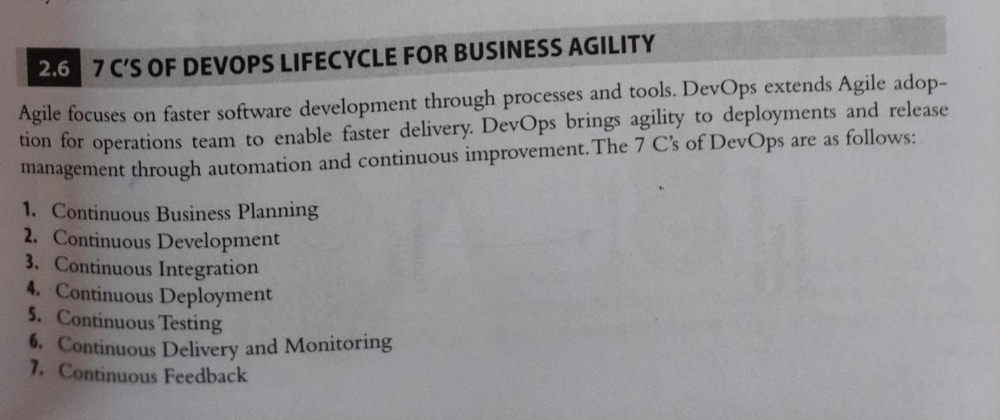 2.6 7 C'S OF DEVOPS LIFECYCLE FOR BUSINESS AGILITY
Agile focuses on faster software development through processes and tools. DevOps extends Agile adop-
tion for operations team to enable faster delivery. DevOps brings agility to deployments and release
management through automation and continuous improvement. The 7 C's of DevOps are as follows:
1. Continuous Business Planning
2. Continuous Development
3. Continuous Integration
4. Continuous Deployment
5. Continuous Testing
6. Continuous Delivery and Monitoring
7. Continuous Feedback